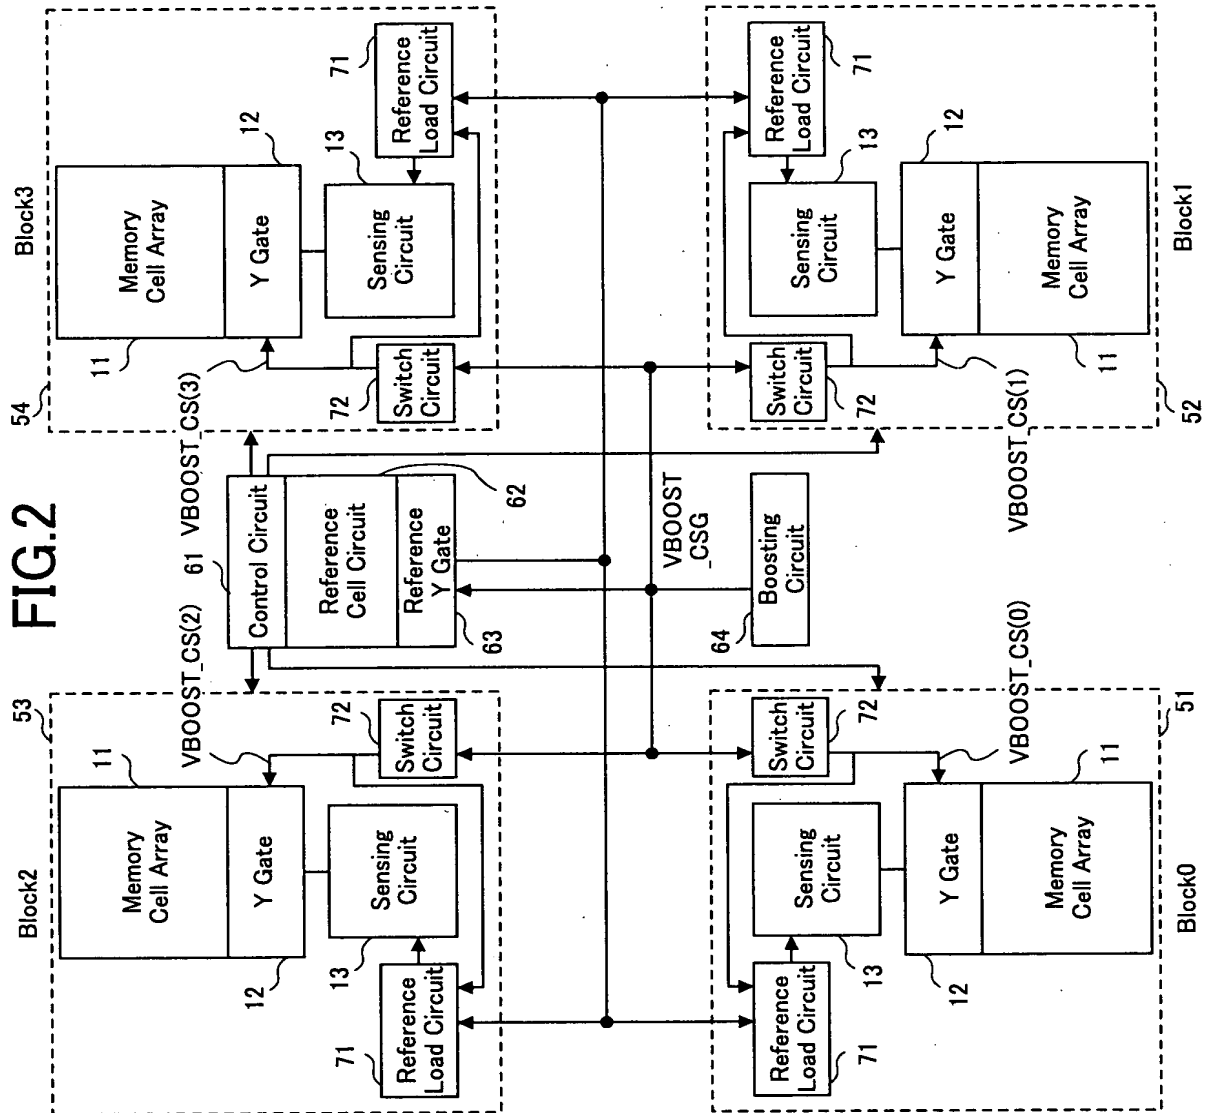 FIG.2
Block2
Block3
53
54
11
11
Memory
Cell Array
Memory
Cell Array
VBOOST_CS(2)
VBOOST_CS(3)
61
12
Y Gate
Control Circuit
Y Gate
12
13
Sensing
Circuit
72
Switch
Circuit
Reference
Cell Circuit
62
72
Switch
Circuit
Sensing
Circuit
13
71
Reference
Load Circuit
63
Reference
Y Gate
Reference
Load Circuit
71
VBOOST
_CSG
64
Boosting
Circuit
71
Reference
Load Circuit
Switch
Circuit
72
Switch
Circuit
72
Reference
Load Circuit
71
Sensing
Circuit
13
Sensing
Circuit
13
12
Y Gate
Y Gate
12
VBOOST_CS(0)
VBOOST_CS(1)
Memory
Cell Array
11
11
Memory
Cell Array
Block0
51
52
Block1